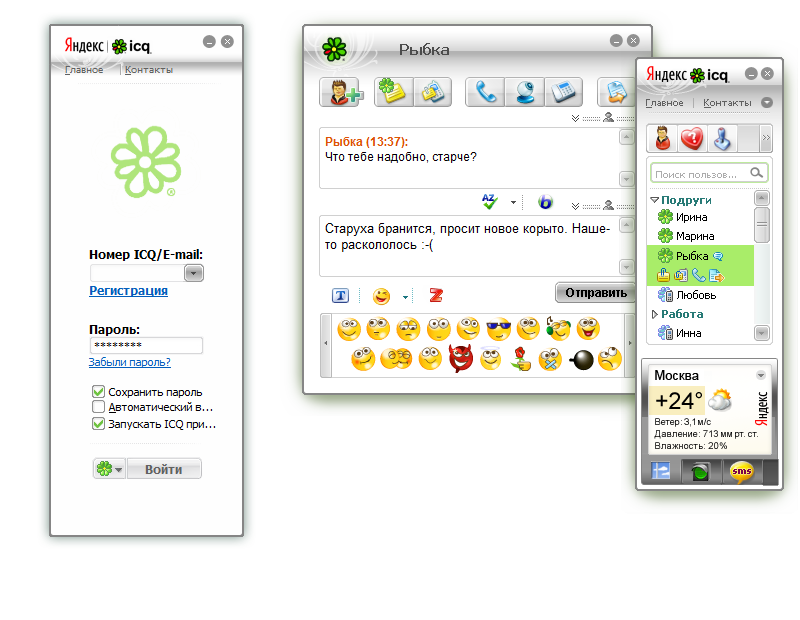 Яндекс icq
Главное Контакты
Номер ICQ/E-mail:
Регистрация
Пароль:
********
Забыли пароль?
Сохранить пароль
Автоматический в...
Запускать ICQ при...
Войти
Рыбка
Рыбка (13:37):
Что тебе надобно, старче?
AZ b
Старуха бранится, просит новое корыто. Наше-
то раскололось :-(
T Z
Отправить
Яндекс icq
Главное Контакты
Поиск пользов...
Подруги
Ирина
Марина
Рыбка
Любовь
Работа
Инна
Москва
+24°
Яндекс
Ветер: 3,1м/с
Давление: 713 мм рт. ст.
Влажность: 20%
sms